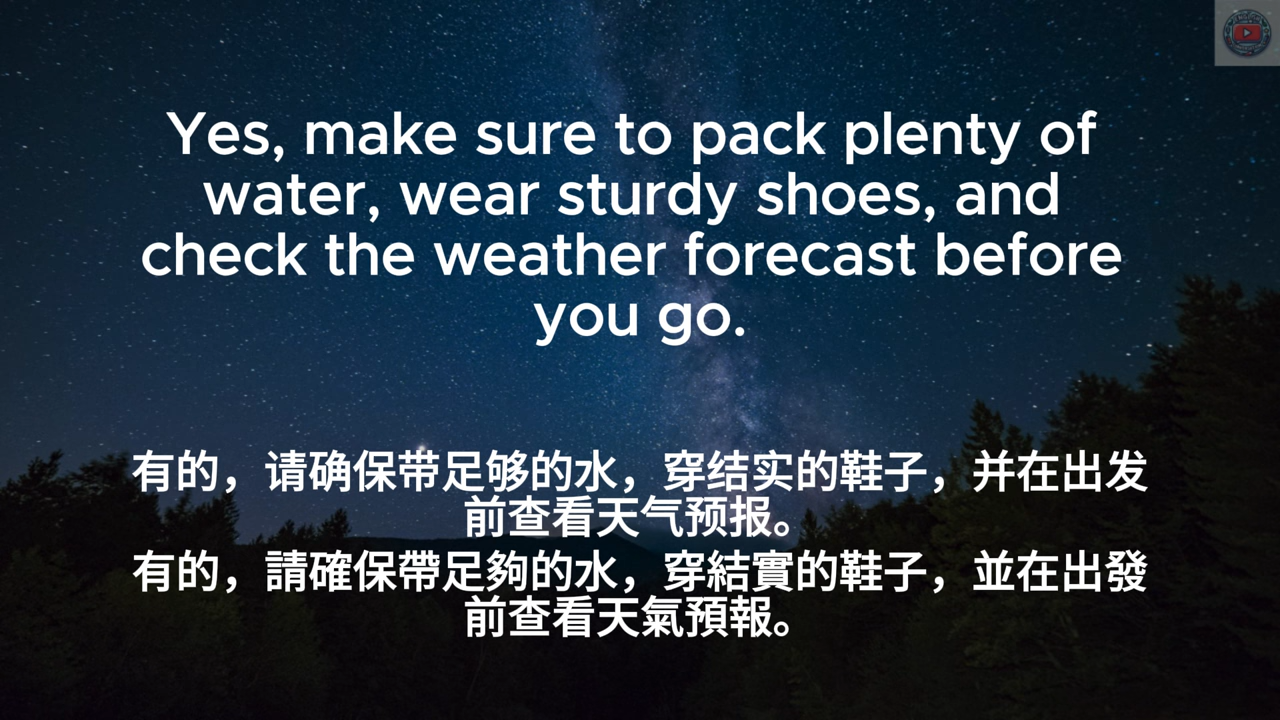 Yes, make sure to pack plenty of
water, wear sturdy shoes, and
check the weather forecast before
you go.
有的，请确保带足够的水，穿结实的鞋子，并在出发
前查看天气预报。
有的，請確保帶足夠的水，穿結實的鞋子，並在出發
前查看天氣預報。